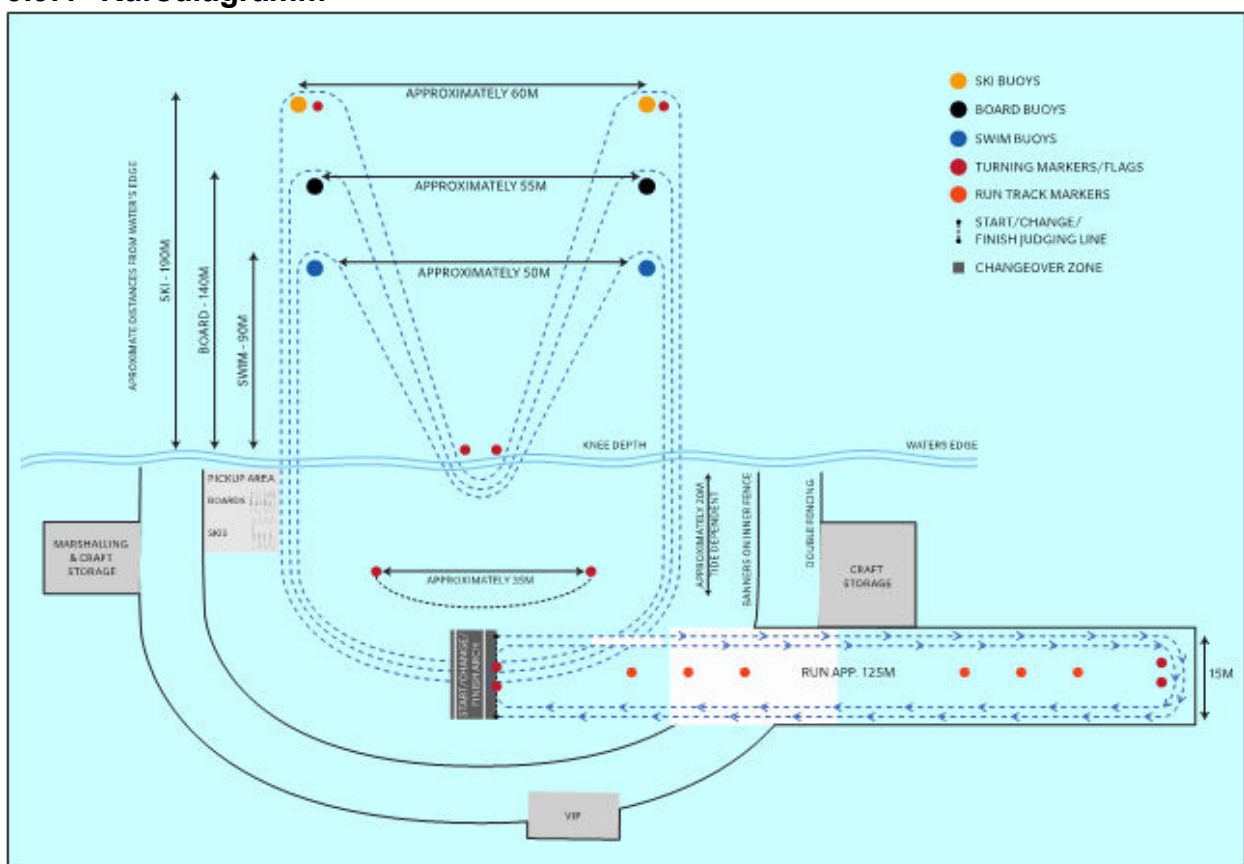 APPROXIMATELY 60M
APPROXIMATELY 55M
APPROXIMATELY 50M
SKI BUOYS
BOARD BUOYS
SWIM BUOYS
TURNING MARKERS/FLAGS
RUN TRACK MARKERS
START/CHANGE/
FINISH JUDGING LINE
CHANGEOVER ZONE
APROXIMATE DISTANCES FROM WATER'S EDGE
SKI - 190M
BOARD - 140M
SWIM - 90M
KNEE DEPTH
WATERS EDGE
PICKUP AREA
BOARDS
SKIS
MARSHALLING
& CRAFT
STORAGE
APPROXIMATELY 35M
APPROXIMATELY 20M
TIDE DEPENDENT
BANNERS ON INNER FENCE
DOUBLE FENCING
CRAFT
STORAGE
START/CHANGE/
FINISH ARCH
RUN APP. 125M
15M
VIP